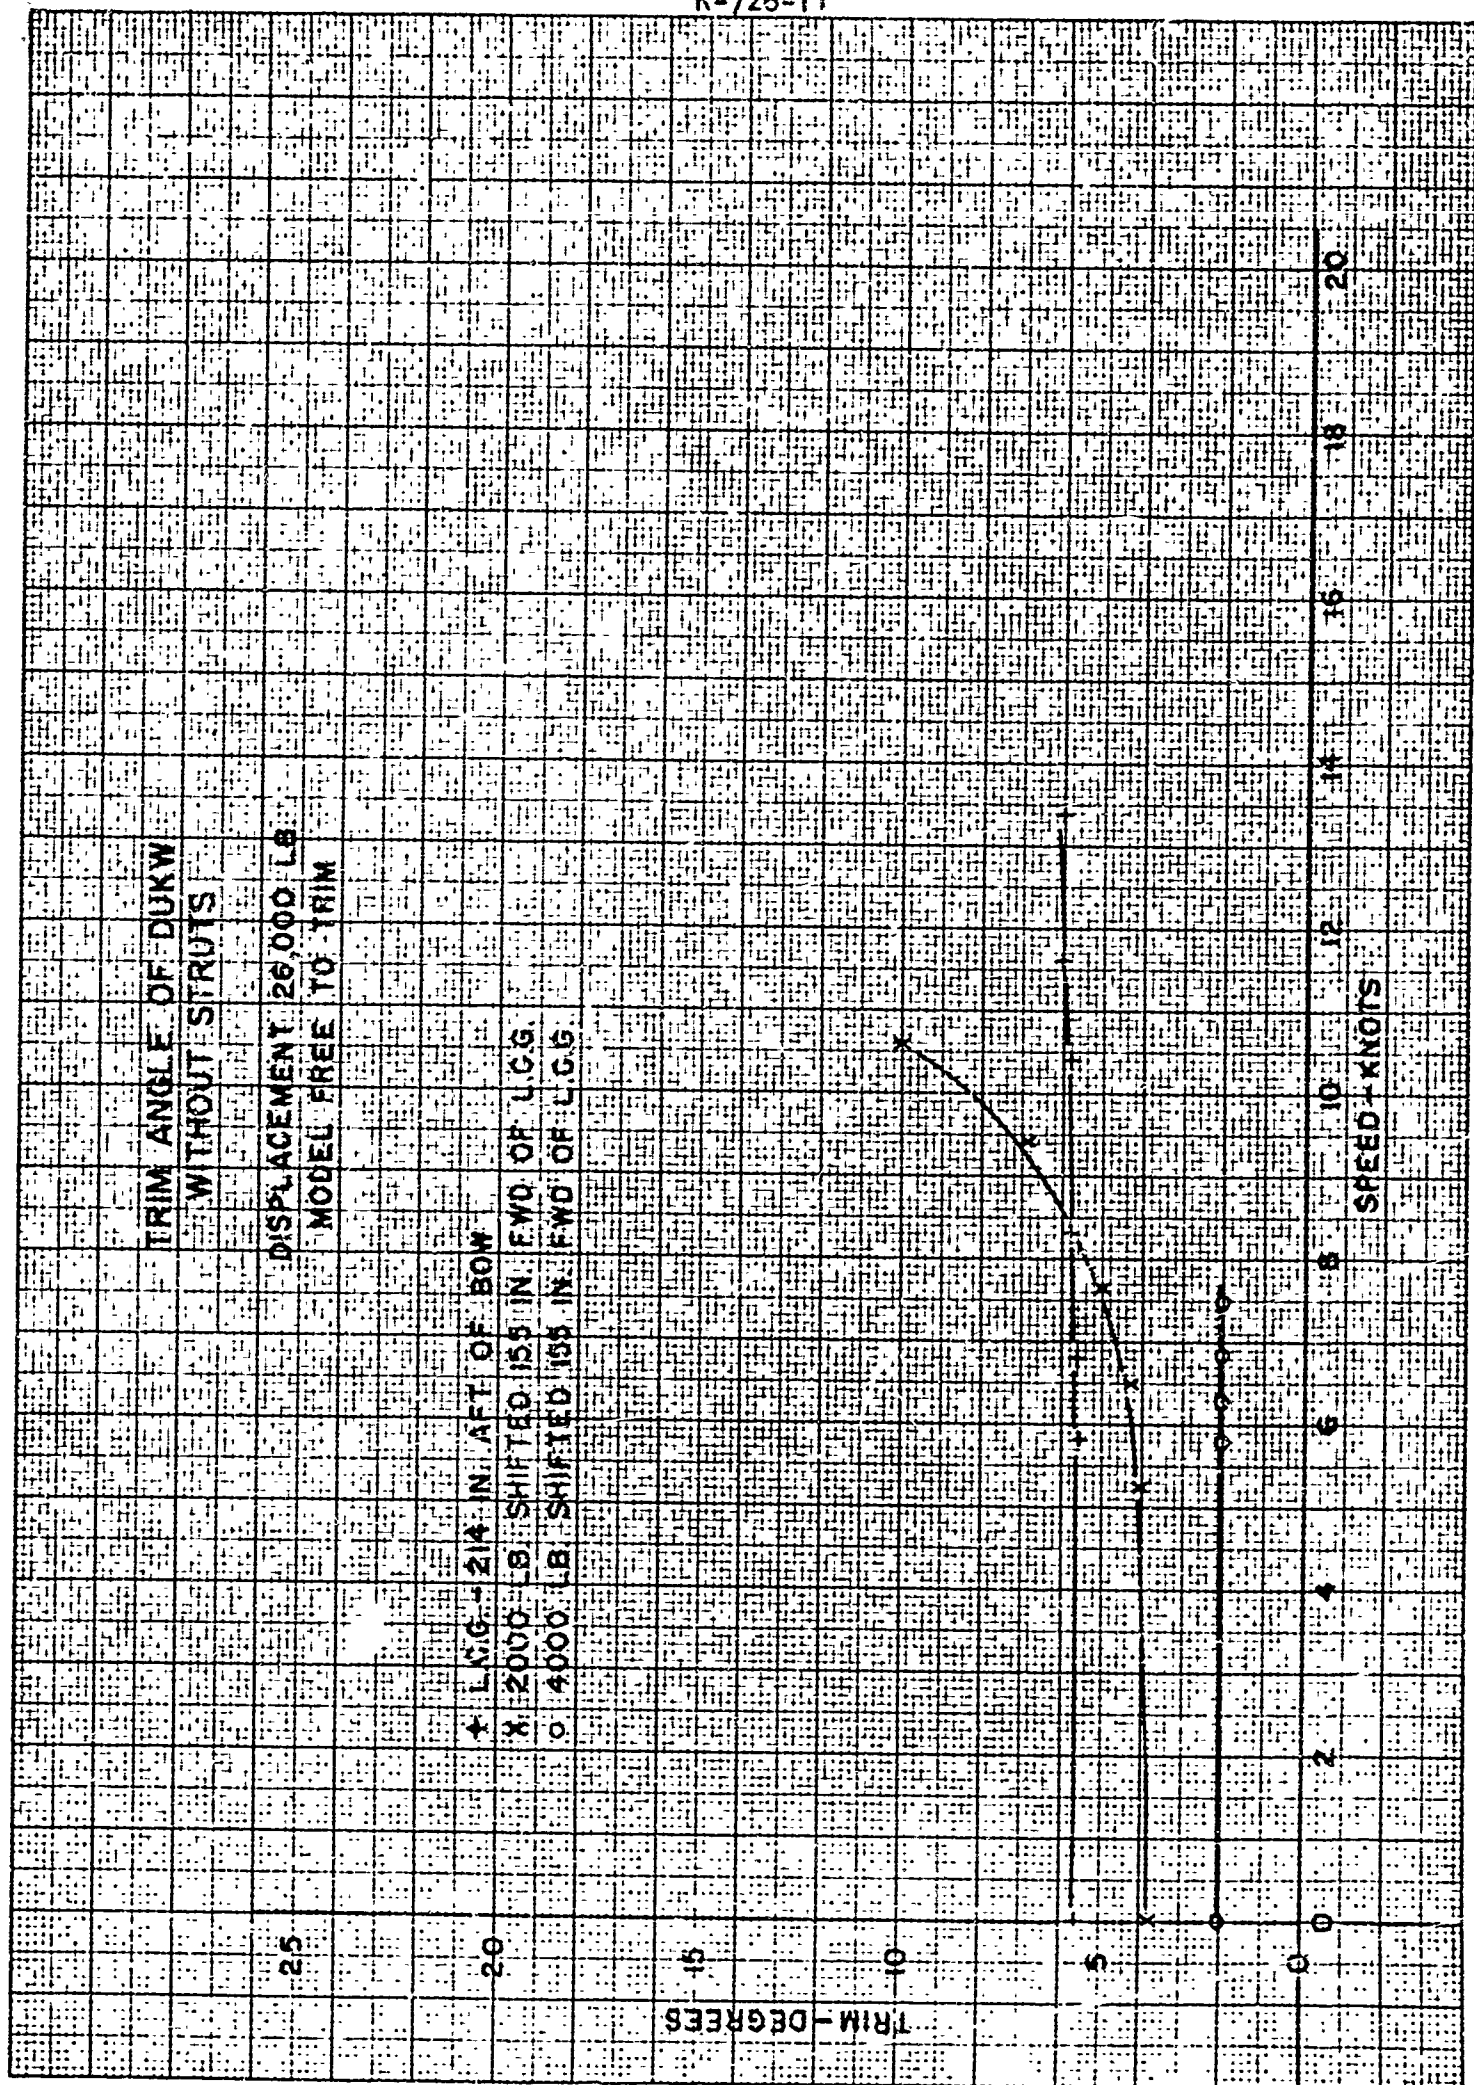 R-726-11
TRIM ANGLE OF DUKW
WITHOUT STRUTS
DISPLACEMENT 26,000 LB
MODEL FREE TO TRIM
+ L.C.G.-214 IN. AFT OF BOW
X 2000 LB. SHIFTED 155 IN. FWD OF L.C.G
O 4000 LB. SHIFTED 155 IN. FWD OF L.C.G
TRIM-DEGREES
25
20
15
10
5
0
0 2 4 6 8 10 12 14 16 18 20
SPEED-KNOTS